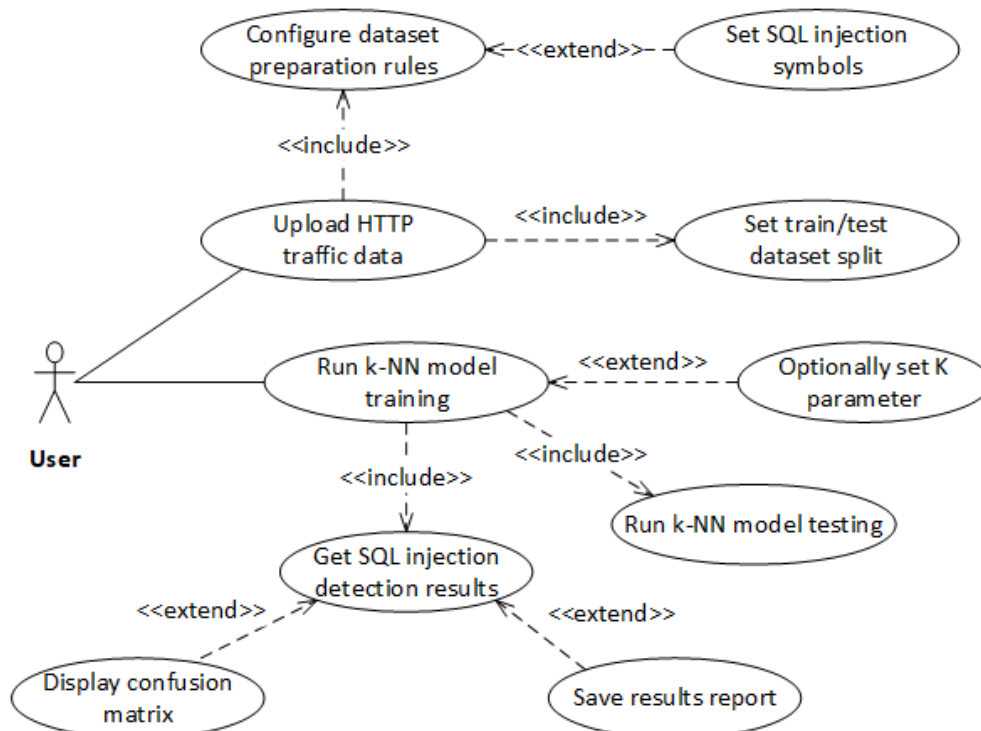 Configure dataset
preparation rules
<<extend>>
Set SQL injection
symbols
<<include>>
Upload HTTP
traffic data
<<include>>
Set train/test
dataset split
User
Run k-NN model
training
<<extend>>
Optionally set K
parameter
<<include>>
<<include>>
Run k-NN model testing
Get SQL injection
detection results
<<extend>>
<<extend>>
Display confusion
matrix
Save results report